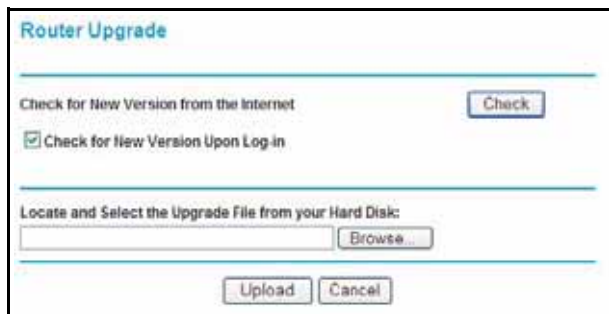 Router Upgrade
Check for New Version from the Internet Check
Check for New Version Upon Log-in
Locate and Select the Upgrade File from your Hard Disk:
Browse...
Upload Cancel